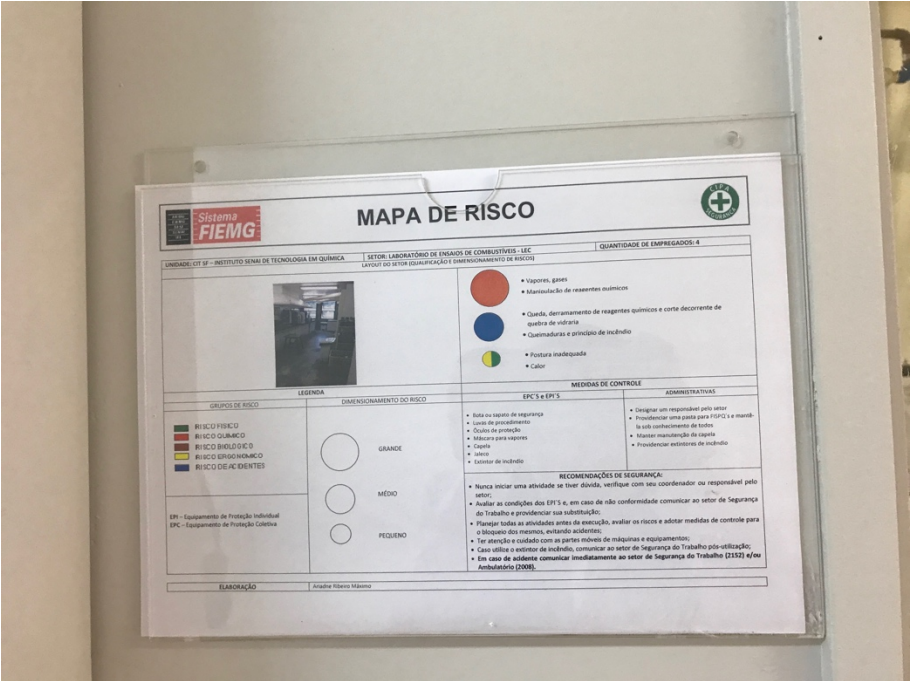 Sistema
FIEMG
MAPA DE RISCO
CIPA
SEGURANÇA
UNIDADE: CIT SF – INSTITUTO SENAI DE TECNOLOGIA EM QUÍMICA
SETOR: LABORATÓRIO DE ENSAIOS DE COMBUSTÍVEIS - LEC
QUANTIDADE DE EMPREGADOS: 4
LAYOUT DO SETOR (QUALIFICAÇÃO E DIMENSIONAMENTO DE RISCOS)
• Vapores, gases
• Manipulação de reagentes químicos
• Queda, derramamento de reagentes químicos e corte decorrente de
quebra de vidraria
• Queimaduras e princípio de incêndio
• Postura inadequada
• Calor
LEGENDA
GRUPOS DE RISCO
DIMENSIONAMENTO DO RISCO
RISCO FISICO
RISCO QUIMICO
RISCO BIOLOGICO
RISCO ERGONOMICO
RISCO DE ACIDENTES
GRANDE
MÉDIO
PEQUENO
EPI – Equipamento de Proteção Individual
EPC – Equipamento de Proteção Coletiva
MEDIDAS DE CONTROLE
EPC´S e EPI´S
ADMINISTRATIVAS
• Bota ou sapato de segurança
• Luvas de procedimento
• Óculos de proteção
• Máscara para vapores
• Capela
• Jaleco
• Extintor de incêndio
• Designar um responsável pelo setor
• Providenciar uma pasta para FISPQ´s e mantê-
la sob conhecimento de todos
• Manter manutenção da capela
• Providenciar extintores de incêndio
RECOMENDAÇÕES DE SEGURANÇA:
• Nunca iniciar uma atividade se tiver dúvida, verifique com seu coordenador ou responsável pelo
setor;
• Avaliar as condições dos EPI´S e, em caso de não conformidade comunicar ao setor de Segurança
do Trabalho e providenciar sua substituição;
• Planejar todas as atividades antes da execução, avaliar os riscos e adotar medidas de controle para
o bloqueio dos mesmos, evitando acidentes;
• Ter atenção e cuidado com as partes móveis de máquinas e equipamentos;
• Caso utilize o extintor de incêndio, comunicar ao setor de Segurança do Trabalho pós-utilização;
• Em caso de acidente comunicar imediatamente ao setor de Segurança do Trabalho (2152) e/ou
Ambulatório (2008).
ELABORAÇÃO
Ariadne Ribeiro Máximo